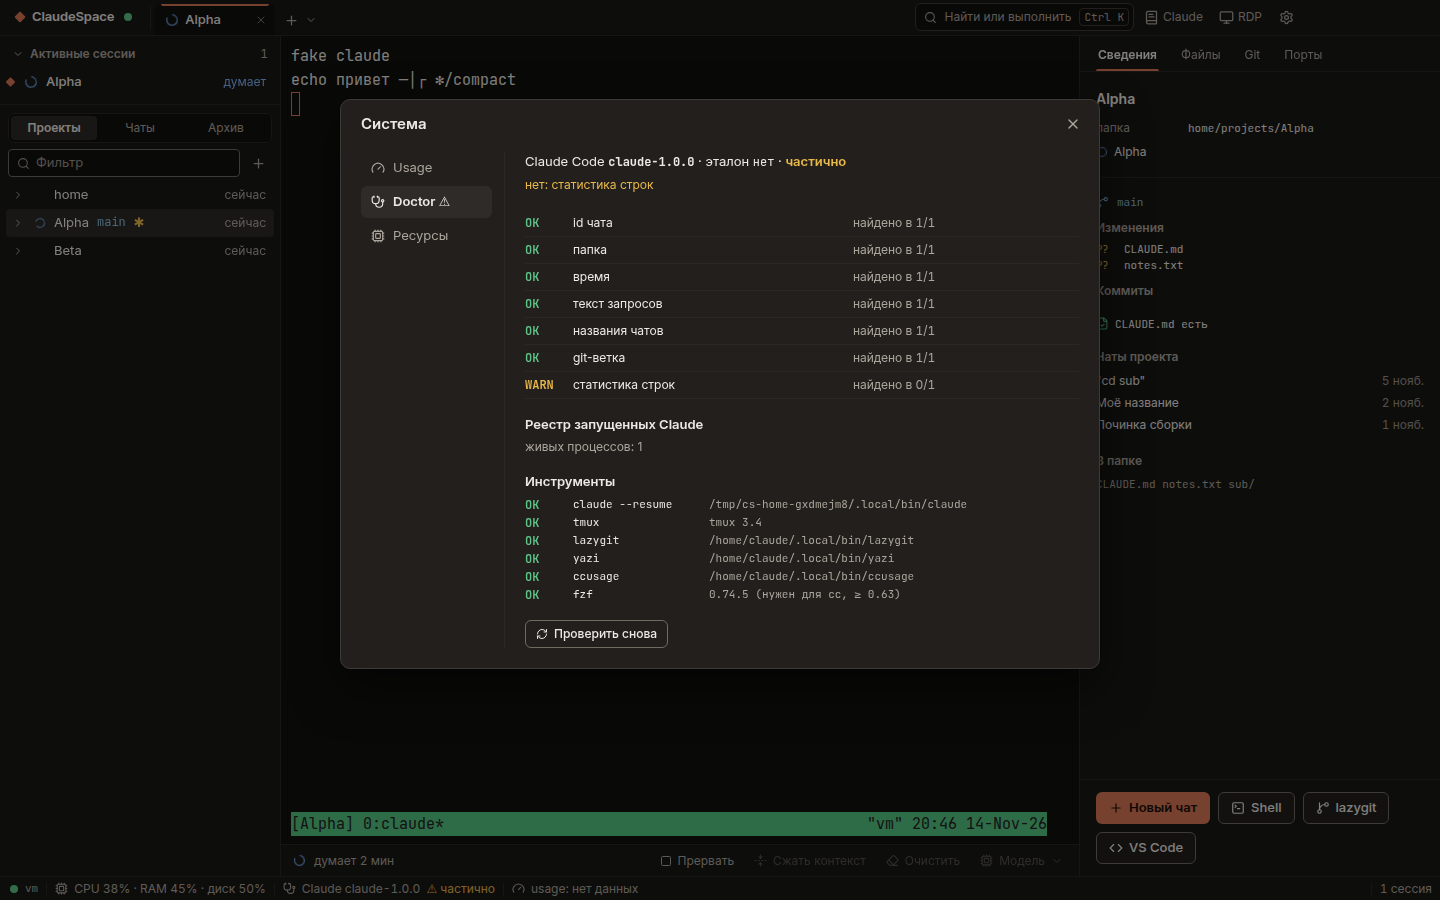 ClaudeSpace
Alpha
Найти или выполнить Ctrl K
Claude
RDP
Активные сессии 1
Alpha думает
Проекты Чаты Архив
Фильтр
home сейчас
Alpha main ✱ сейчас
Beta сейчас
fake claude
echo привет ─│┌ ✻/compact
Система
Usage
Doctor ⚠
Ресурсы
Claude Code claude-1.0.0 · эталон нет · частично
нет: статистика строк
OK id чата найдено в 1/1
OK папка найдено в 1/1
OK время найдено в 1/1
OK текст запросов найдено в 1/1
OK названия чатов найдено в 1/1
OK git-ветка найдено в 1/1
WARN статистика строк найдено в 0/1
Реестр запущенных Claude
живых процессов: 1
Инструменты
OK claude --resume /tmp/cs-home-gxdmejm8/.local/bin/claude
OK tmux tmux 3.4
OK lazygit /home/claude/.local/bin/lazygit
OK yazi /home/claude/.local/bin/yazi
OK ccusage /home/claude/.local/bin/ccusage
OK fzf 0.74.5 (нужен для cc, ≥ 0.63)
Проверить снова
Сведения Файлы Git Порты
Alpha
папка home/projects/Alpha
Alpha
main
Изменения
?? CLAUDE.md
?? notes.txt
Коммиты
CLAUDE.md есть
Чаты проекта
"cd sub" 5 нояб.
Моё название 2 нояб.
Починка сборки 1 нояб.
В папке
CLAUDE.md notes.txt sub/
Новый чат
Shell
lazygit
VS Code
[Alpha] 0:claude* "vm" 20:46 14-Nov-26
думает 2 мин
Прервать
Сжать контекст
Очистить
Модель
vm
CPU 38% · RAM 45% · диск 50%
Claude claude-1.0.0 ⚠ частично
usage: нет данных
1 сессия